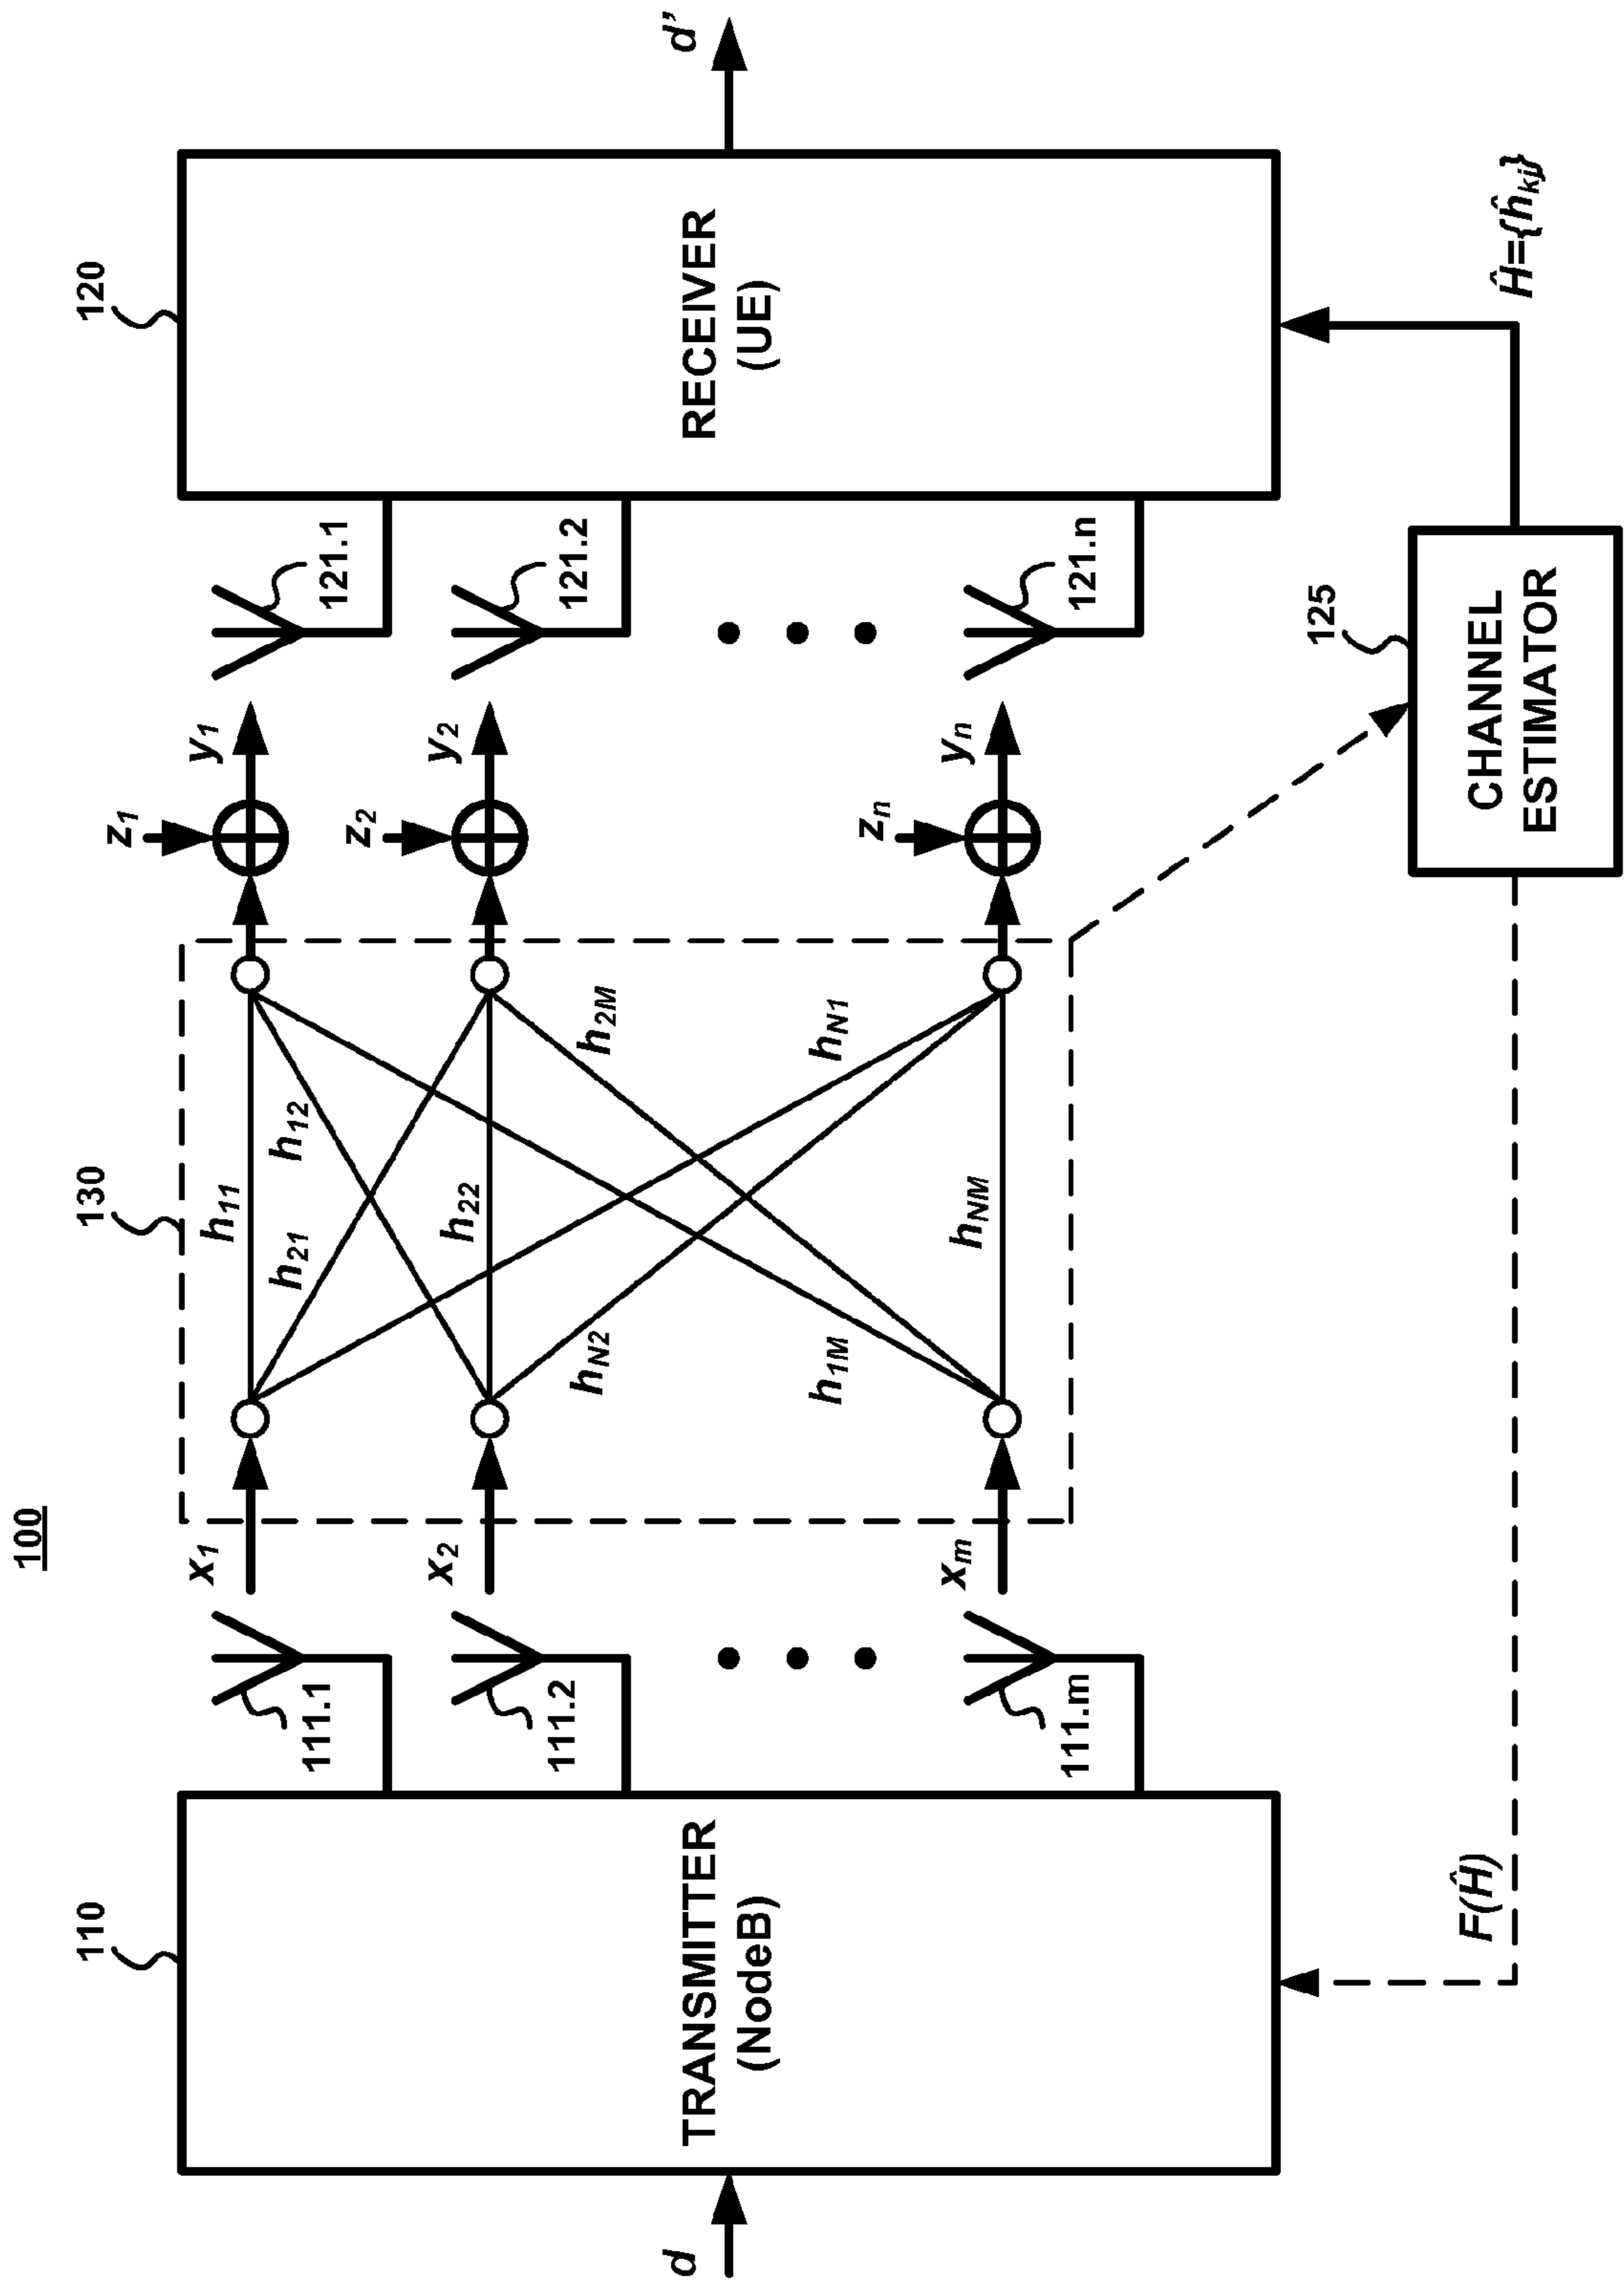 100
110
120
130
d
TRANSMITTER
(NodeB)
111.1
111.2
111.m
x1
x2
xm
h11
h12
h21
h22
h2M
hN2
hN1
h1M
hNM
z1
z2
zn
y1
y2
yn
121.1
121.2
121.n
RECEIVER
(UE)
d'
125
CHANNEL
ESTIMATOR
F(Ĥ)
Ĥ={ĥkj}